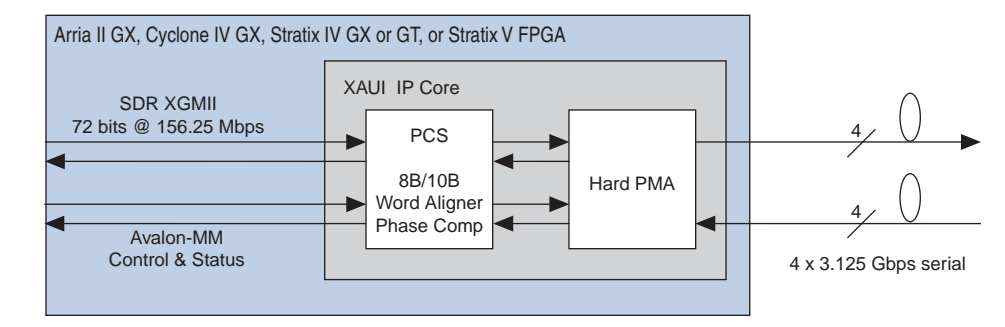 Arria II GX, Cyclone IV GX, Stratix IV GX or GT, or Stratix V FPGA
XAUI IP Core
SDR XGMII
72 bits @ 156.25 Mbps
PCS
8B/10B
Word Aligner
Phase Comp
Hard PMA
4
4
Avalon-MM
Control & Status
4 x 3.125 Gbps serial